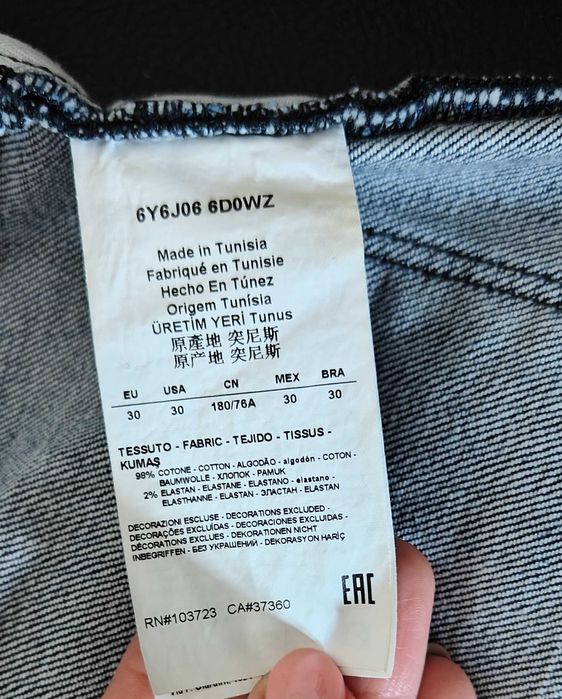 6Y6J06 6D0WZ
Made in Tunisia
Fabriqué en Tunisie
Hecho En Túnez
Origem Tunísia
ÜRETİM YERİ Tunus
原產地 突尼斯
原产地 突尼斯
EU USA CN MEX BRA
30 30 180/76A 30 30
TESSUTO - FABRIC - TEJIDO - TISSUS -
KUMAŞ
98% COTONE - COTTON - ALGODÃO - algodón - COTON -
BAUMWOLLE - ХЛОПОК - PAMUK
2% ELASTAN - ELASTANE - ELASTANO - elastano -
ELASTHANNE - ELASTAN - ЭЛАСТАН - ELASTAN
DECORAZIONI ESCLUSE - DECORATIONS EXCLUDED -
DECORAÇÕES EXCLUÍDAS - DECORACIONES EXCLUIDAS -
DÉCORATIONS EXCLUES - DEKORATIONEN NICHT
INBEGRIFFEN - БЕЗ УКРАШЕНИЙ - DEKORASYON HARİÇ
EAC
RN#103723 CA#37360